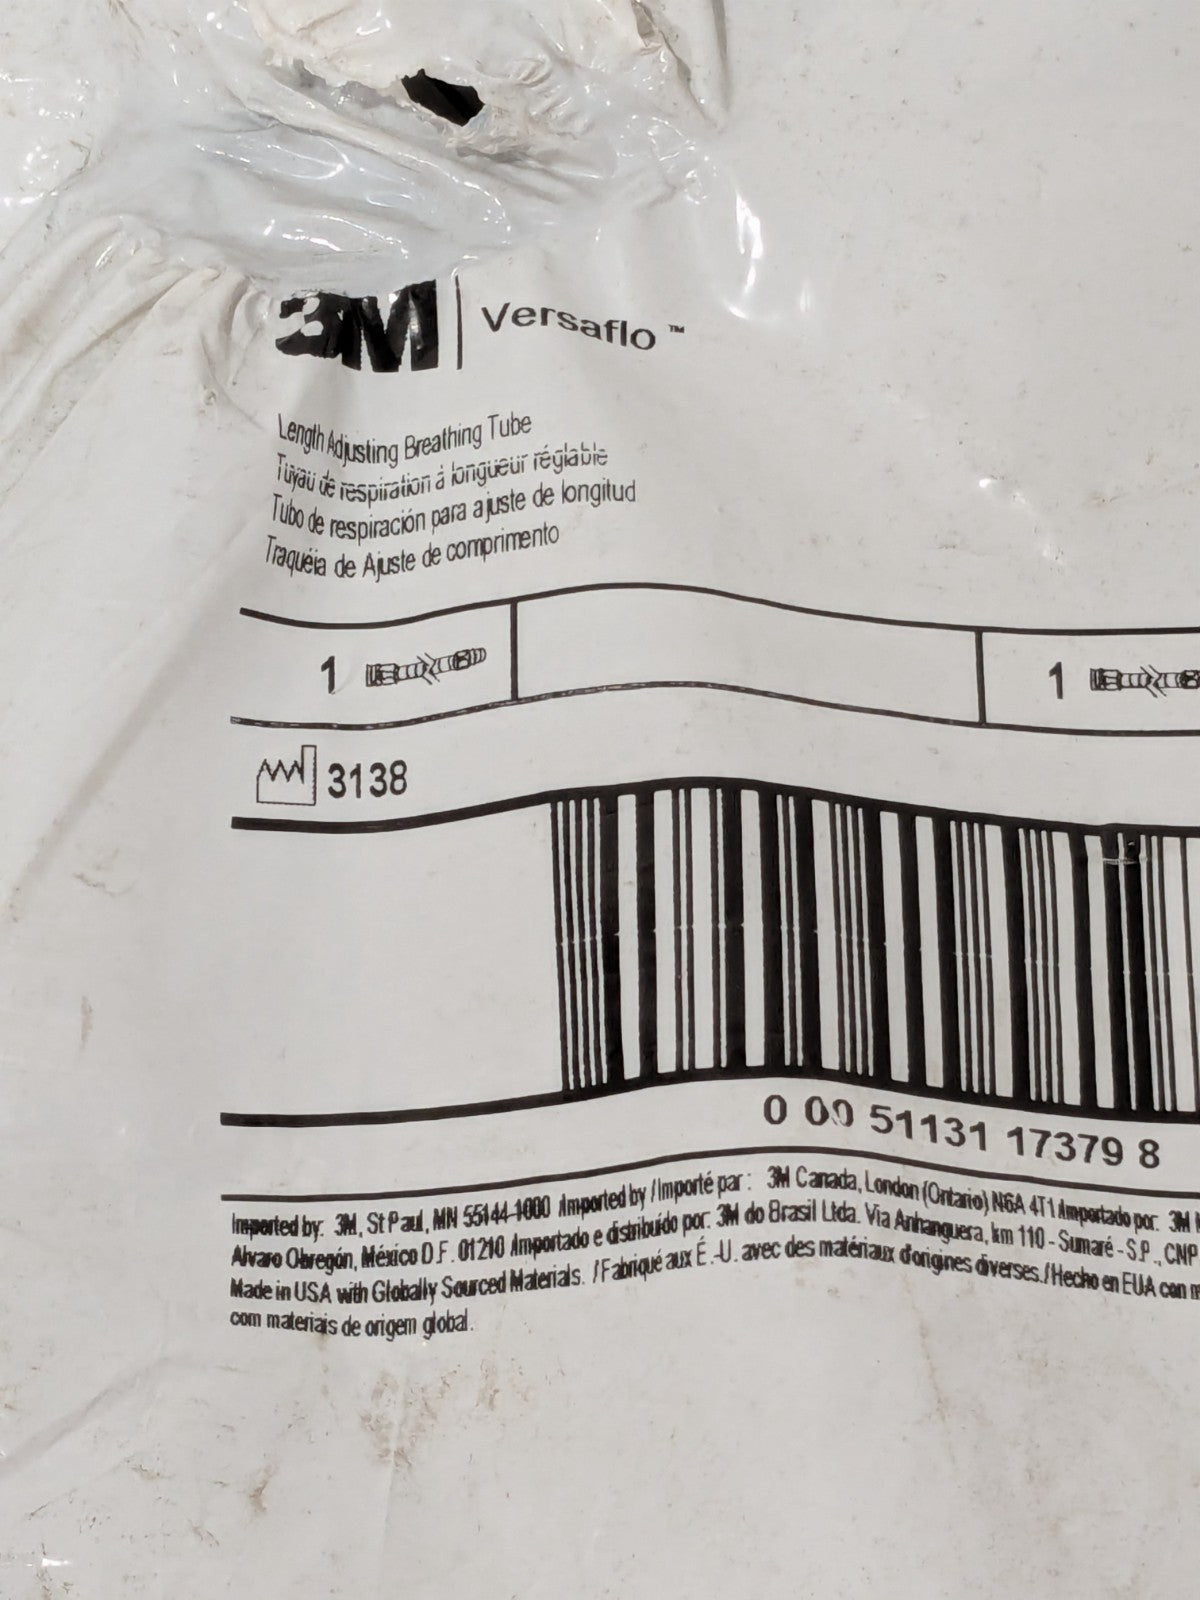 3M Versaflo™
Length Adjusting Breathing Tube
Tuyau de respiration à longueur réglable
Tubo de respiración para ajuste de longitud
Traquéia de Ajuste de comprimento
1 1
3138
0 00 51131 17379 8
Imported by: 3M, St Paul, MN 55144-1000 /Imported by / Importé par : 3M Canada, London (Ontario) N6A 4T1 Importado por: 3M
Alvaro Obregón, México D.F. 01210 /Importado e distribuído por: 3M do Brasil Ltda. Via Anhanguera, km 110 - Sumaré - S.P., CNP
Made in USA with Globally Sourced Materials. / Fabriqué aux É.-U. avec des matériaux d'origines diverses./ Hecho en EUA con
com materiais de origem global.